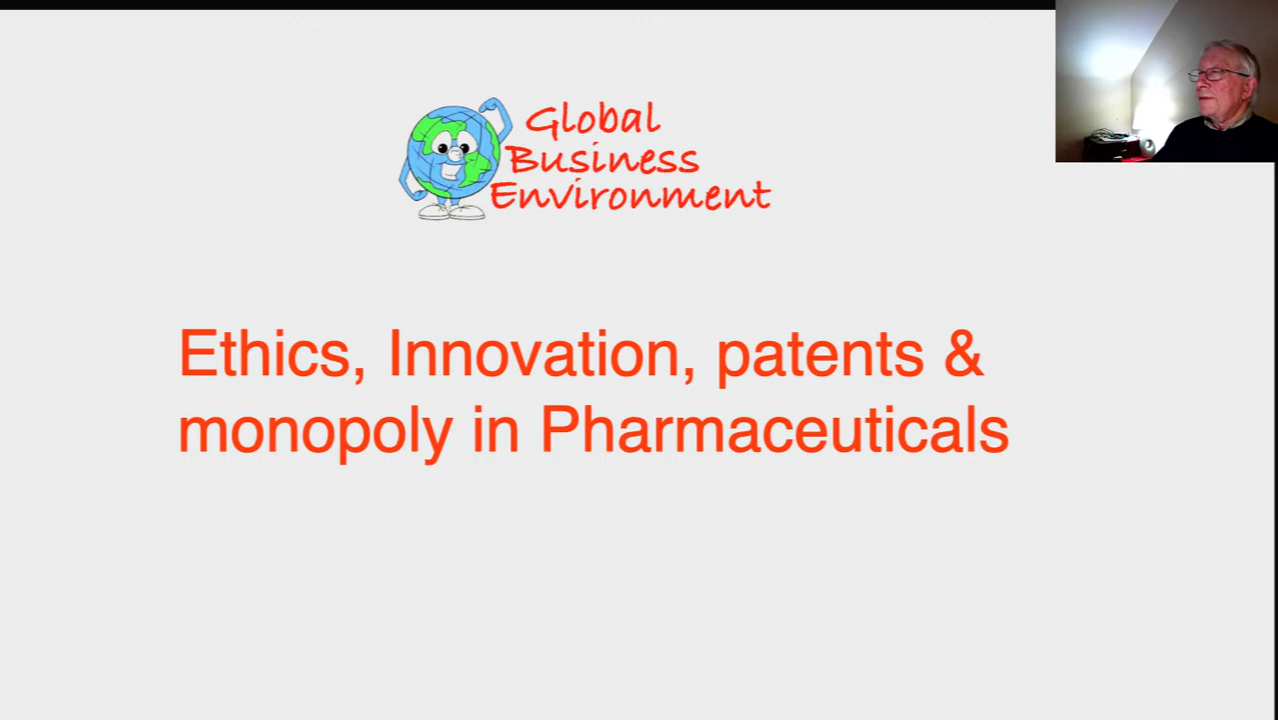 Global
Business
Environment
Ethics, Innovation, patents &
monopoly in Pharmaceuticals